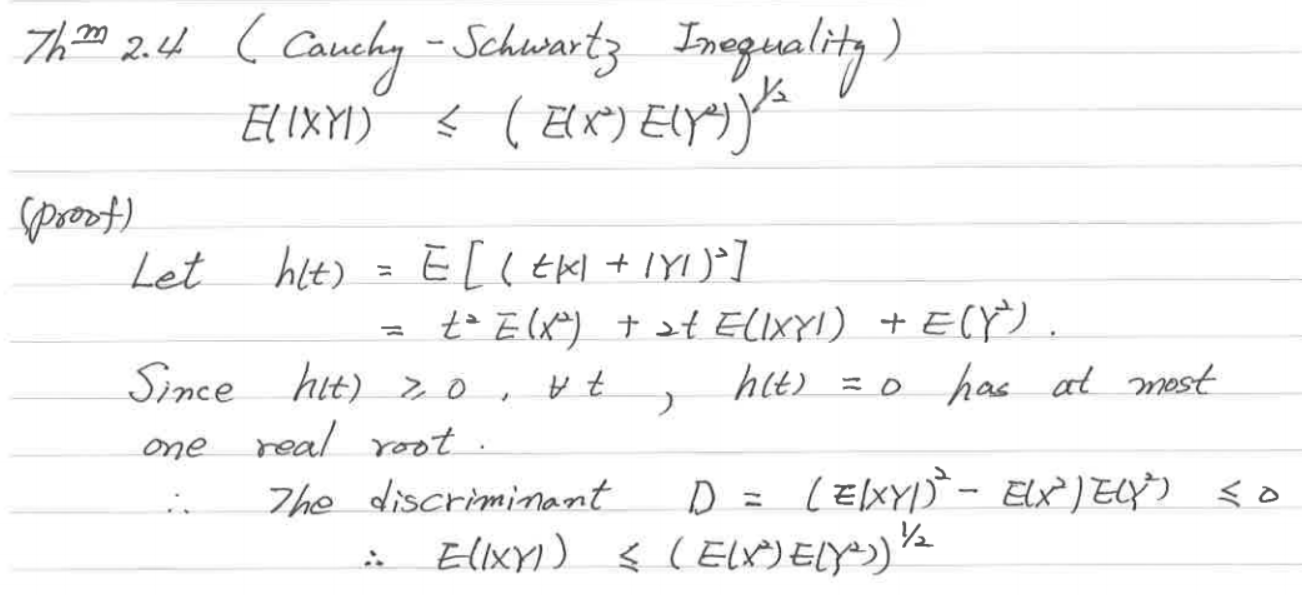 Thm 2.4 ( Cauchy - Schwartz Inequality )
E(|XY|) ≤ ( E(X²) E(Y²) )^1/2
(proof)
Let h(t) = E [ ( t|X| + |Y| )² ]
= t² E(X²) + 2t E(|XY|) + E(Y²) .
Since h(t) ≥ 0 , ∀ t , h(t) = 0 has at most
one real root .
∴ The discriminant D = (E|XY|)² - E(X²) E(Y²) ≤ 0
∴ E(|XY|) ≤ ( E(X²) E(Y²) )^1/2